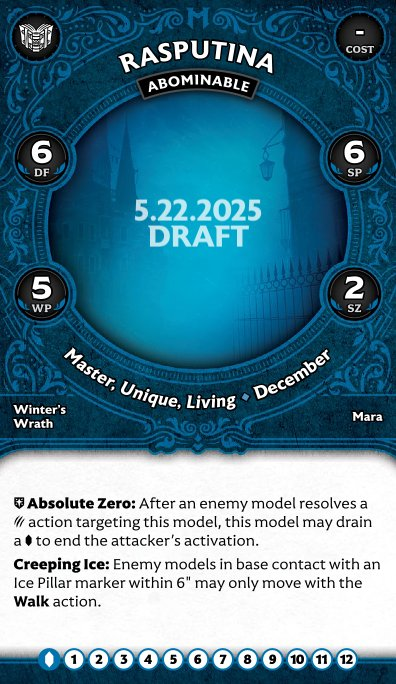 -
COST
RASPUTINA
ABOMINABLE
6
DF
6
SP
5.22.2025
DRAFT
5
WP
2
SZ
Master, Unique, Living ⬩ December
Winter's
Wrath
Mara
Absolute Zero: After an enemy model resolves a
action targeting this model, this model may drain
a to end the attacker's activation.
Creeping Ice: Enemy models in base contact with an
Ice Pillar marker within 6" may only move with the
Walk action.
1 2 3 4 5 6 7 8 9 10 11 12